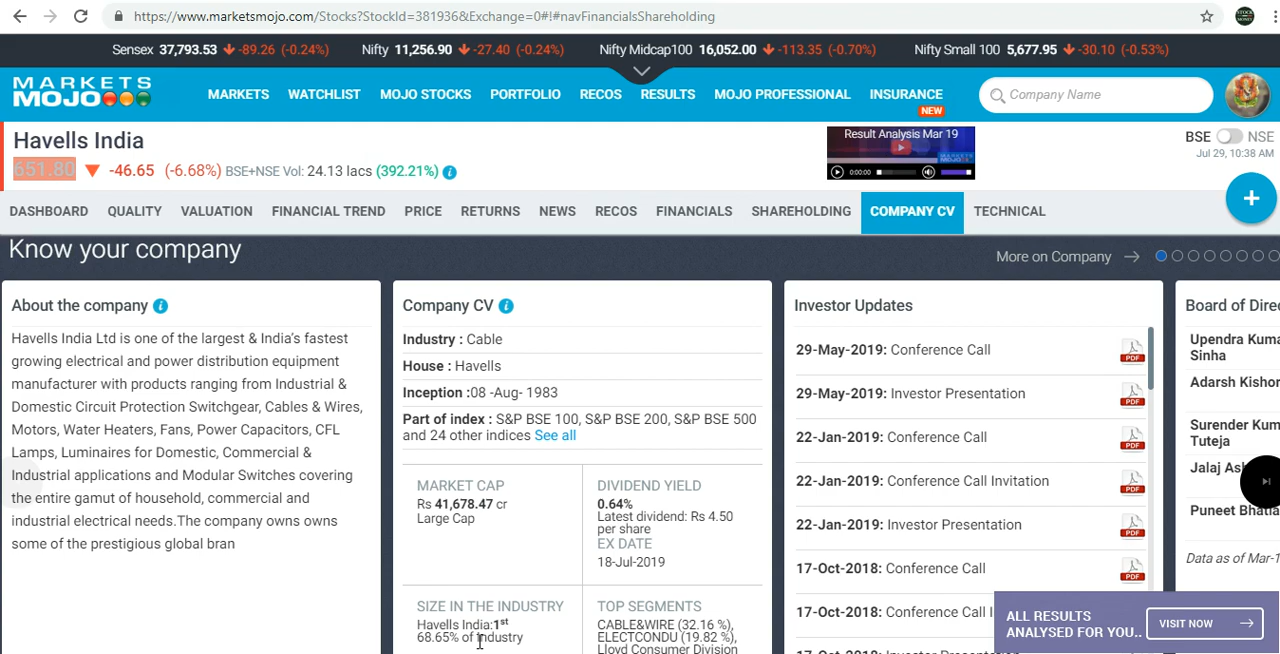 https://www.marketsmojo.com/Stocks?StockId=381936&Exchange=0#!#navFinancialsShareholding
Sensex 37,793.53 -89.26 (-0.24%) Nifty 11,256.90 -27.40 (-0.24%) Nifty Midcap100 16,052.00 -113.35 (-0.70%) Nifty Small 100 5,677.95 -30.10 (-0.53%)
MARKETS
MOJO
MARKETS WATCHLIST MOJO STOCKS PORTFOLIO RECOS RESULTS MOJO PROFESSIONAL INSURANCE
NEW
Company Name
Havells India
651.80 -46.65 (-6.68%) BSE+NSE Vol: 24.13 lacs (392.21%)
Result Analysis Mar 19
0:00:00
BSE NSE
Jul 29, 10:38 AM
DASHBOARD QUALITY VALUATION FINANCIAL TREND PRICE RETURNS NEWS RECOS FINANCIALS SHAREHOLDING COMPANY CV TECHNICAL
Know your company
More on Company
About the company
Havells India Ltd is one of the largest & India's fastest
growing electrical and power distribution equipment
manufacturer with products ranging from Industrial &
Domestic Circuit Protection Switchgear, Cables & Wires,
Motors, Water Heaters, Fans, Power Capacitors, CFL
Lamps, Luminaires for Domestic, Commercial &
Industrial applications and Modular Switches covering
the entire gamut of household, commercial and
industrial electrical needs.The company owns owns
some of the prestigious global bran
Company CV
Industry : Cable
House : Havells
Inception :08 -Aug- 1983
Part of index : S&P BSE 100, S&P BSE 200, S&P BSE 500
and 24 other indices See all
MARKET CAP
Rs 41,678.47 cr
Large Cap
DIVIDEND YIELD
0.64%
Latest dividend: Rs 4.50
per share
EX DATE
18-Jul-2019
SIZE IN THE INDUSTRY
Havells India:1st
68.65% of Industry
TOP SEGMENTS
CABLE&WIRE (32.16 %),
ELECTCONDU (19.82 %),
Lloyd Consumer Division
Investor Updates
29-May-2019: Conference Call
29-May-2019: Investor Presentation
22-Jan-2019: Conference Call
22-Jan-2019: Conference Call Invitation
22-Jan-2019: Investor Presentation
17-Oct-2018: Conference Call
17-Oct-2018: Conference Call I
Board of Dire
Upendra Kuma
Sinha
Adarsh Kishor
Surender Kum
Tuteja
Jalaj As
Puneet Bhatia
Data as of Mar-1
ALL RESULTS
ANALYSED FOR YOU..
VISIT NOW